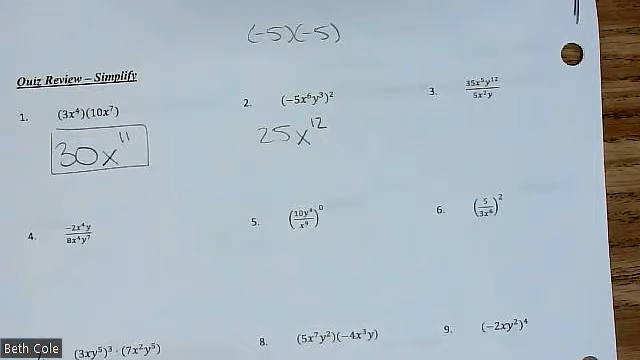 (-5)(-5)
Quiz Review – Simplify
1. (3x⁴)(10x⁷)
30x¹¹
2. (−5x⁶y³)²
25x¹²
3. 35x⁵y¹²/5x²y
4. −2x⁴y/8x⁴y⁷
5. (10y⁴/x⁹)⁰
6. (5/3x⁶)²
(3xy⁵)³ · (7x²y⁵)
8. (5x⁷y²)(−4x³y)
9. (−2xy²)⁴
Beth Cole